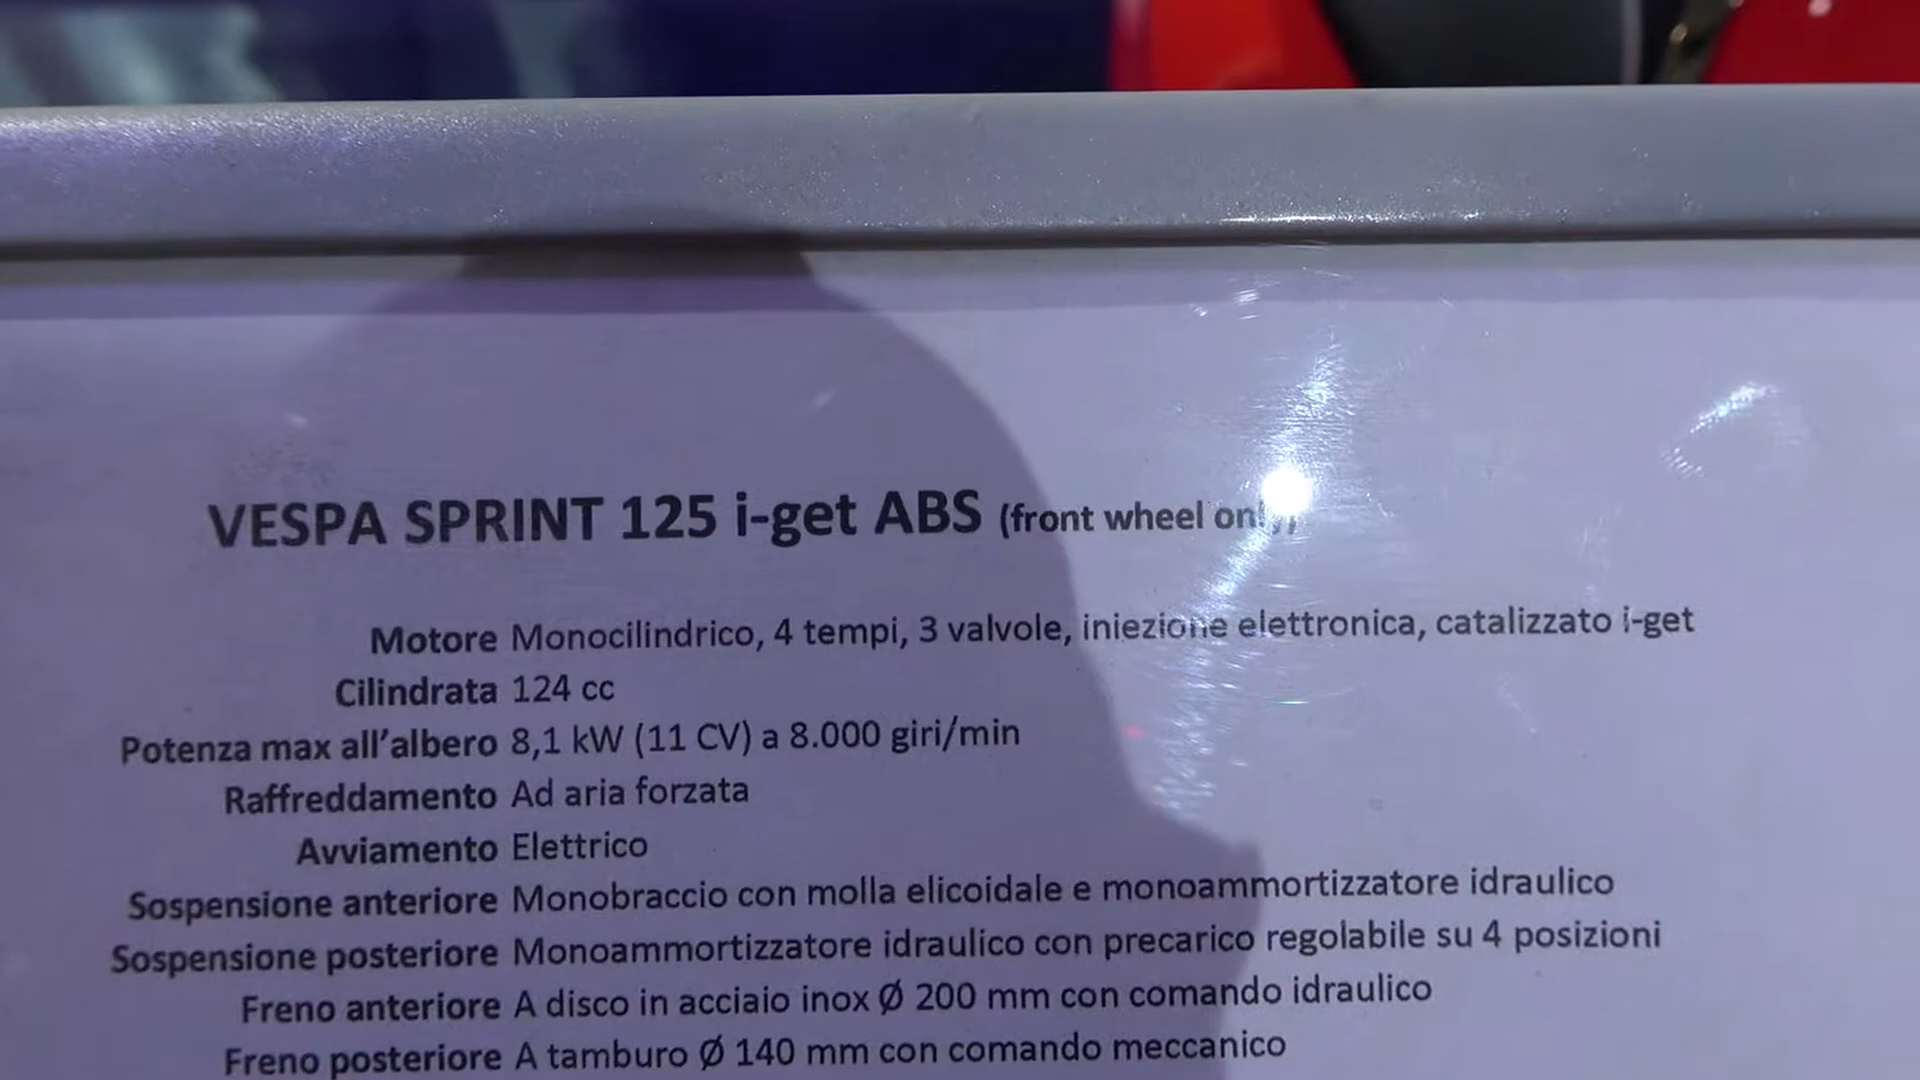 VESPA SPRINT 125 i-get ABS (front wheel only)
Motore Monocilindrico, 4 tempi, 3 valvole, iniezione elettronica, catalizzato i-get
Cilindrata 124 cc
Potenza max all’albero 8,1 kW (11 CV) a 8.000 giri/min
Raffreddamento Ad aria forzata
Avviamento Elettrico
Sospensione anteriore Monobraccio con molla elicoidale e monoammortizzatore idraulico
Sospensione posteriore Monoammortizzatore idraulico con precarico regolabile su 4 posizioni
Freno anteriore A disco in acciaio inox Ø 200 mm con comando idraulico
Freno posteriore A tamburo Ø 140 mm con comando meccanico